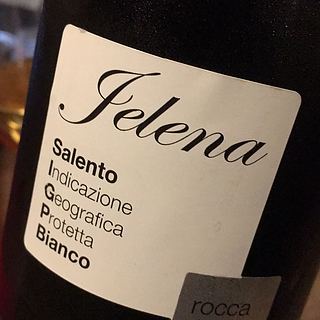 Jelena
Salento
Indicazione
Geografica
Protetta
Bianco
rocca